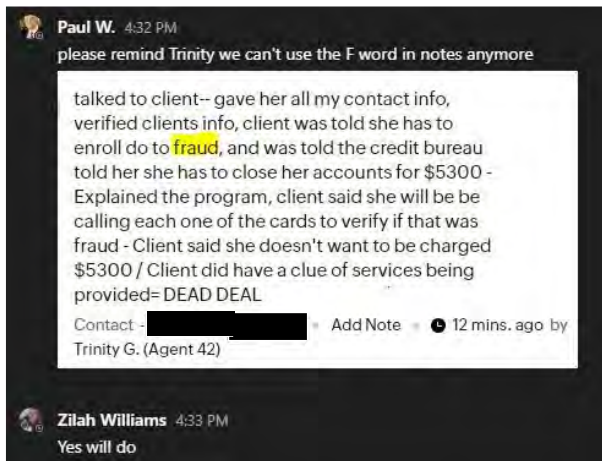 Paul W. 4:32 PM
please remind Trinity we can't use the F word in notes anymore
talked to client-- gave her all my contact info,
verified clients info, client was told she has to
enroll do to fraud, and was told the credit bureau
told her she has to close her accounts for $5300 -
Explained the program, client said she will be be
calling each one of the cards to verify if that was
fraud - Client said she doesn't want to be charged
$5300 / Client did have a clue of services being
provided= DEAD DEAL
Contact - Add Note 12 mins. ago by
Trinity G. (Agent 42)
Zilah Williams 4:33 PM
Yes will do